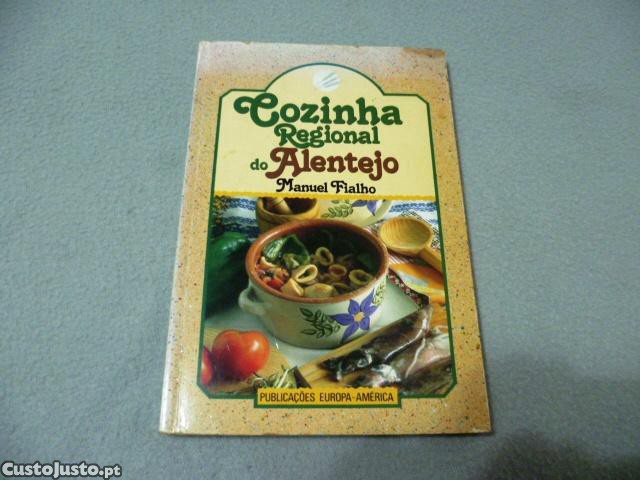 Cozinha
Regional
do Alentejo
Manuel Fialho
PUBLICAÇÕES EUROPA-AMÉRICA
CustoJusto.pt